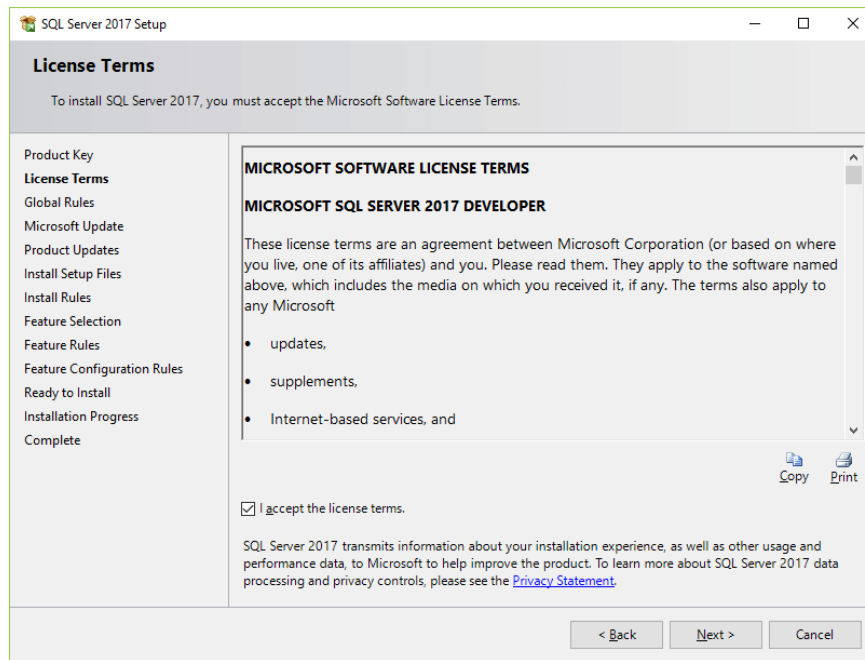 SQL Server 2017 Setup
License Terms
To install SQL Server 2017, you must accept the Microsoft Software License Terms.
Product Key
License Terms
Global Rules
Microsoft Update
Product Updates
Install Setup Files
Install Rules
Feature Selection
Feature Rules
Feature Configuration Rules
Ready to Install
Installation Progress
Complete
MICROSOFT SOFTWARE LICENSE TERMS
MICROSOFT SQL SERVER 2017 DEVELOPER
These license terms are an agreement between Microsoft Corporation (or based on where
you live, one of its affiliates) and you. Please read them. They apply to the software named
above, which includes the media on which you received it, if any. The terms also apply to
any Microsoft
• updates,
• supplements,
• Internet-based services, and
Copy Print
I accept the license terms.
SQL Server 2017 transmits information about your installation experience, as well as other usage and
performance data, to Microsoft to help improve the product. To learn more about SQL Server 2017 data
processing and privacy controls, please see the Privacy Statement.
< Back Next > Cancel